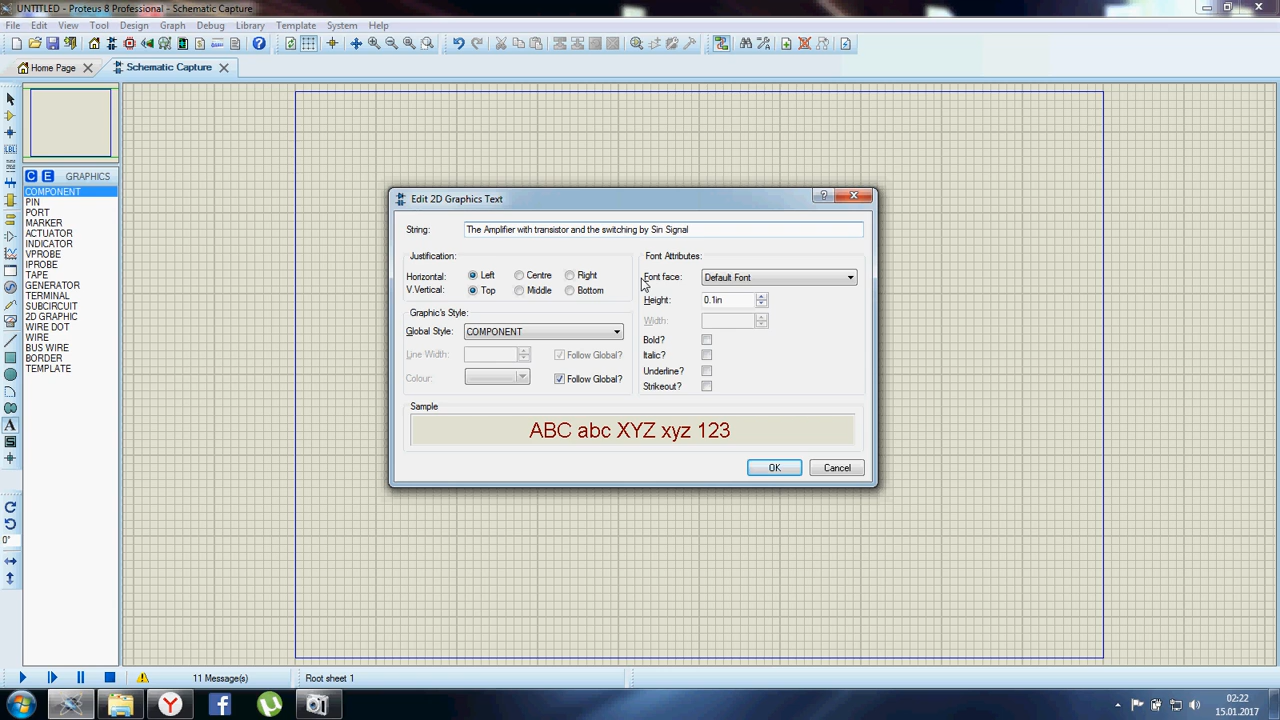 UNTITLED - Proteus 8 Professional - Schematic Capture
File Edit View Tool Design Graph Debug Library Template System Help
Home Page Schematic Capture
C E GRAPHICS
COMPONENT
PIN
PORT
MARKER
ACTUATOR
INDICATOR
VPROBE
IPROBE
TAPE
GENERATOR
TERMINAL
SUBCIRCUIT
2D GRAPHIC
WIRE DOT
WIRE
BUS WIRE
BORDER
TEMPLATE
LBL
A
0°
Edit 2D Graphics Text
String: The Amplifier with transistor and the switching by Sin Signal
Justification:
Horizontal: Left Centre Right
V.Vertical: Top Middle Bottom
Graphic's Style:
Global Style: COMPONENT
Line Width: Follow Global?
Colour: Follow Global?
Font Attributes:
Font face: Default Font
Height: 0.1in
Width:
Bold?
Italic?
Underline?
Strikeout?
Sample
ABC abc XYZ xyz 123
OK Cancel
11 Message(s) Root sheet 1
02:22
15.01.2017